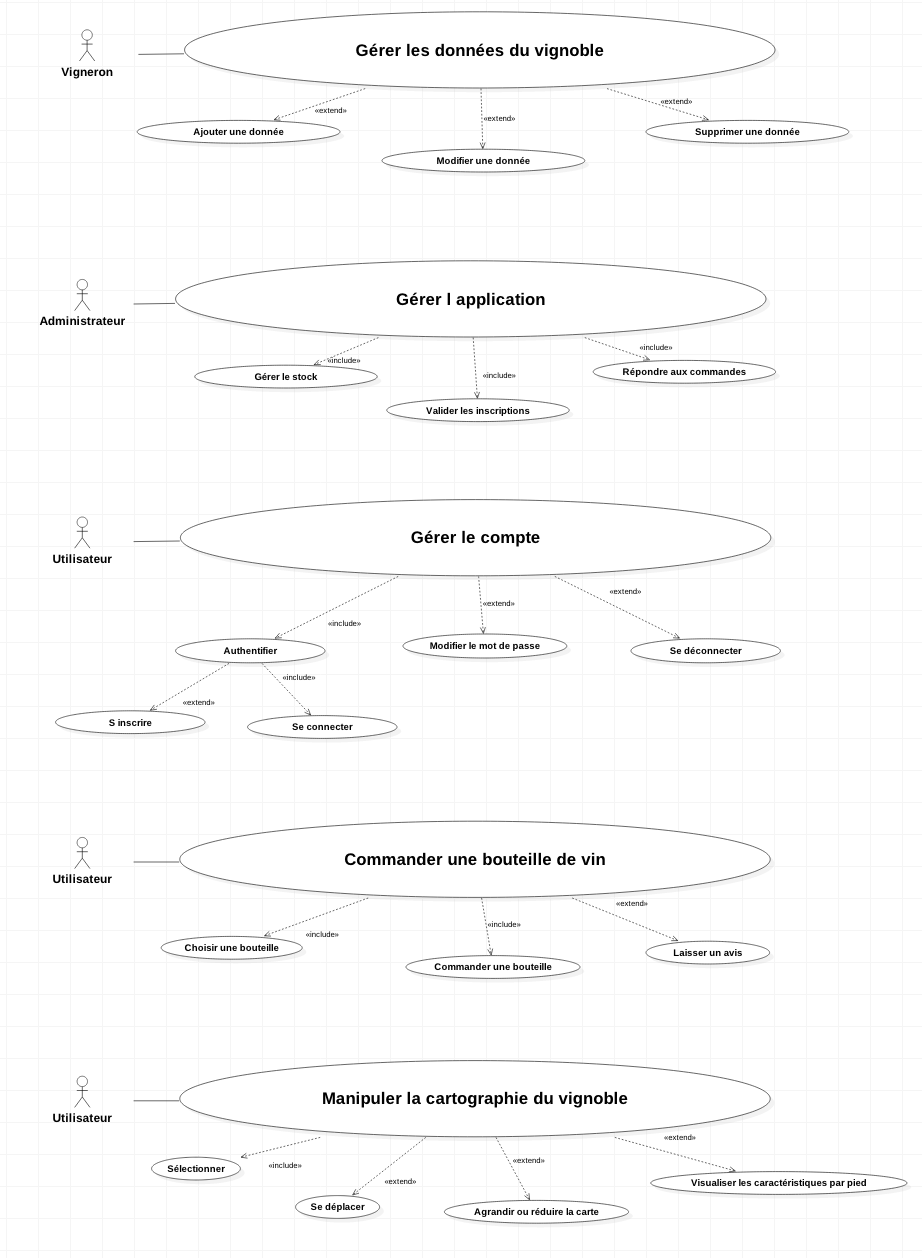 Gérer les données du vignoble
Vigneron
«extend»
«extend»
«extend»
Ajouter une donnée
Supprimer une donnée
Modifier une donnée
Gérer l application
Administrateur
«include»
«include»
«include»
Gérer le stock
Répondre aux commandes
Valider les inscriptions
Gérer le compte
Utilisateur
«extend»
«extend»
«include»
Authentifier
Modifier le mot de passe
Se déconnecter
«include»
«extend»
S inscrire
Se connecter
Commander une bouteille de vin
Utilisateur
«extend»
«include»
«include»
Choisir une bouteille
Laisser un avis
Commander une bouteille
Manipuler la cartographie du vignoble
Utilisateur
«extend»
«extend»
«include»
Sélectionner
«extend»
Visualiser les caractéristiques par pied
Se déplacer
Agrandir ou réduire la carte